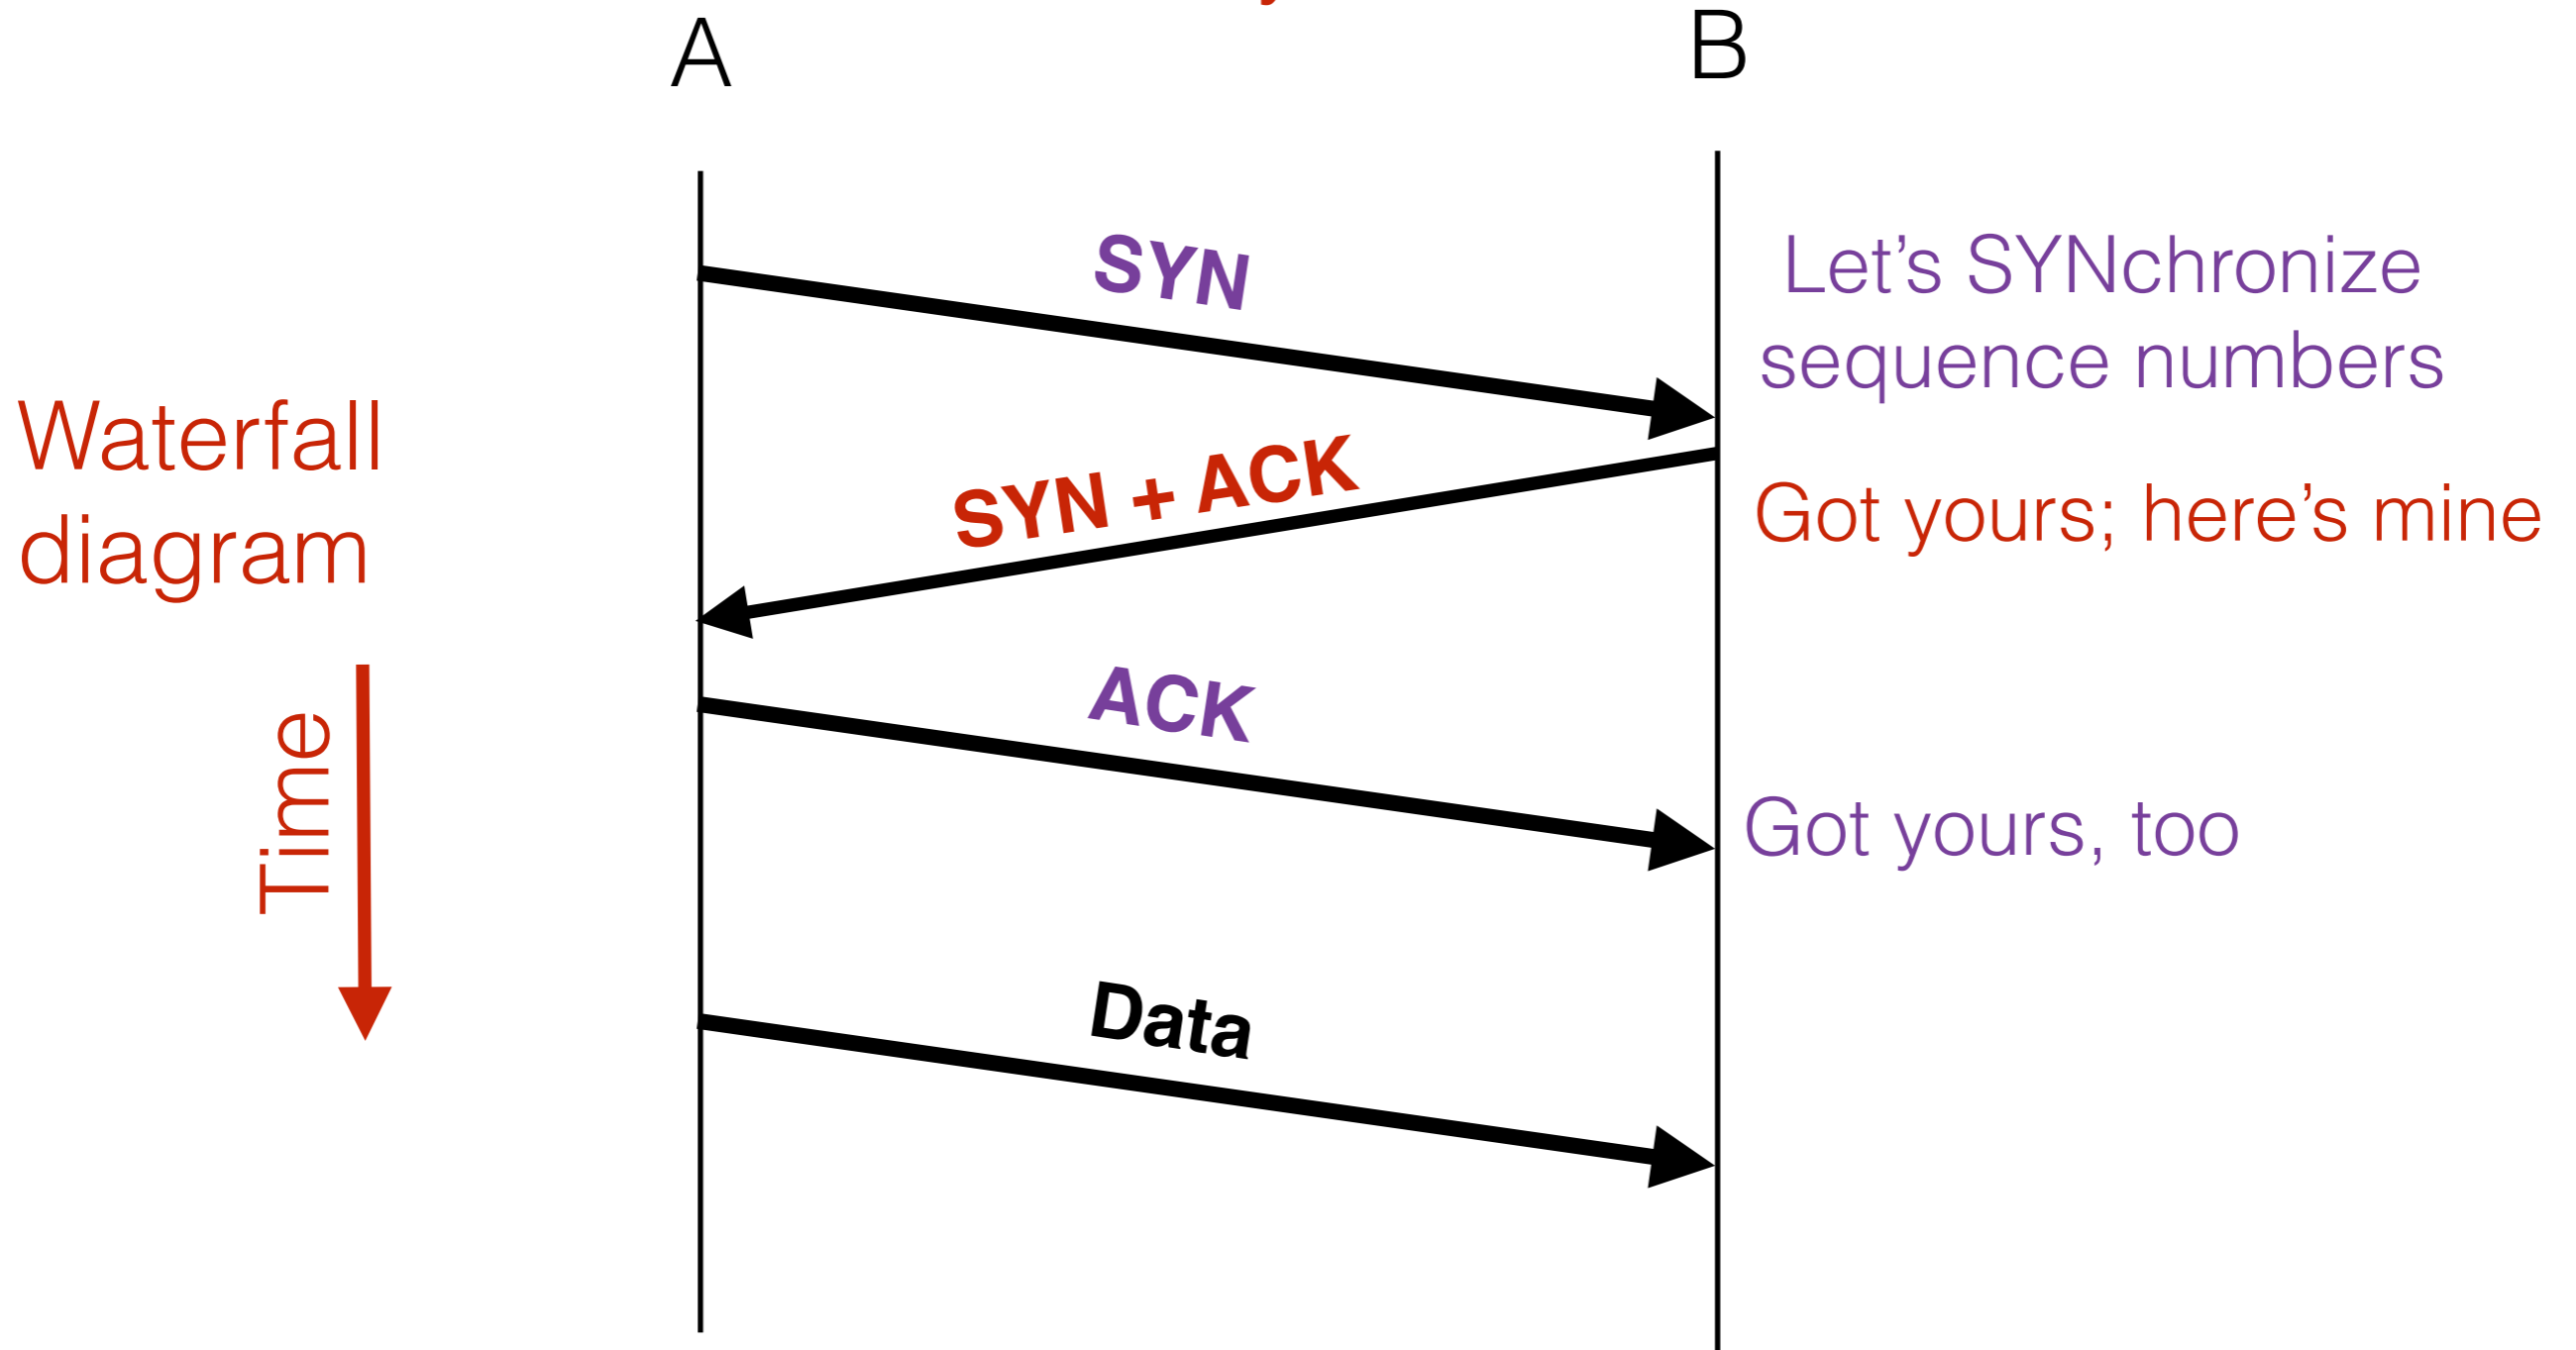 A
B
SYN
Let’s SYNchronize
sequence numbers
Waterfall
diagram
SYN + ACK
Got yours; here’s mine
Time
ACK
Got yours, too
Data